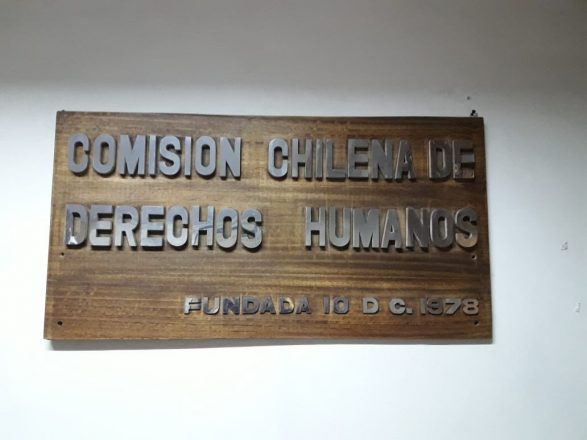 COMISION CHILENA DE
DERECHOS HUMANOS
FUNDADA 10 D C. 1978